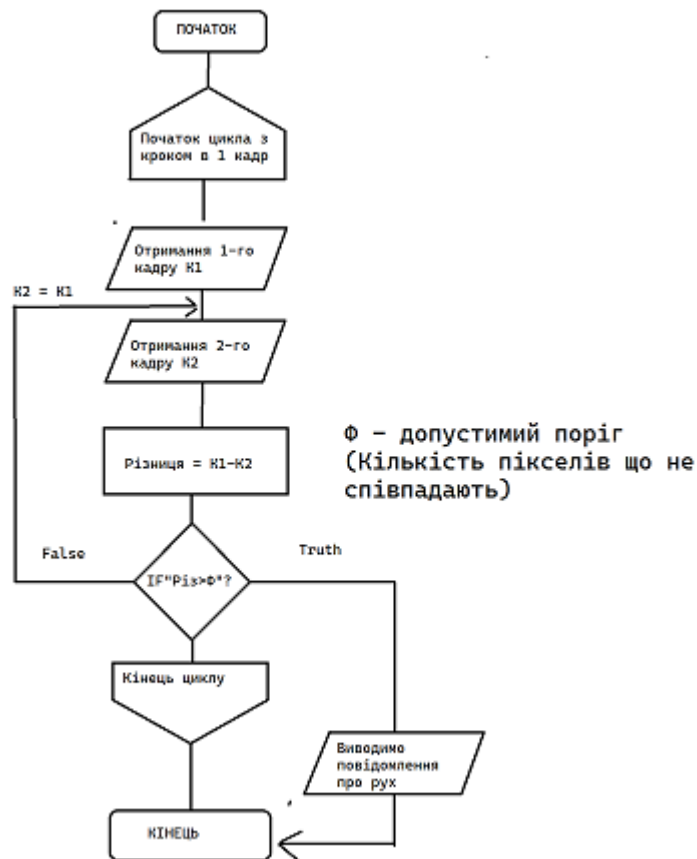 ПОЧАТОК
Початок цикла з
кроком в 1 кадр
Отримання 1-го
кадру К1
К2 = К1
Отримання 2-го
кадру К2
Різниця = К1-К2
Ф - допустимий поріг
(Кількість пікселів що не
співпадають)
False
Truth
IF"Різ>Ф"?
Кінець циклу
Виводимо
повідомлення
про рух
КІНЕЦЬ